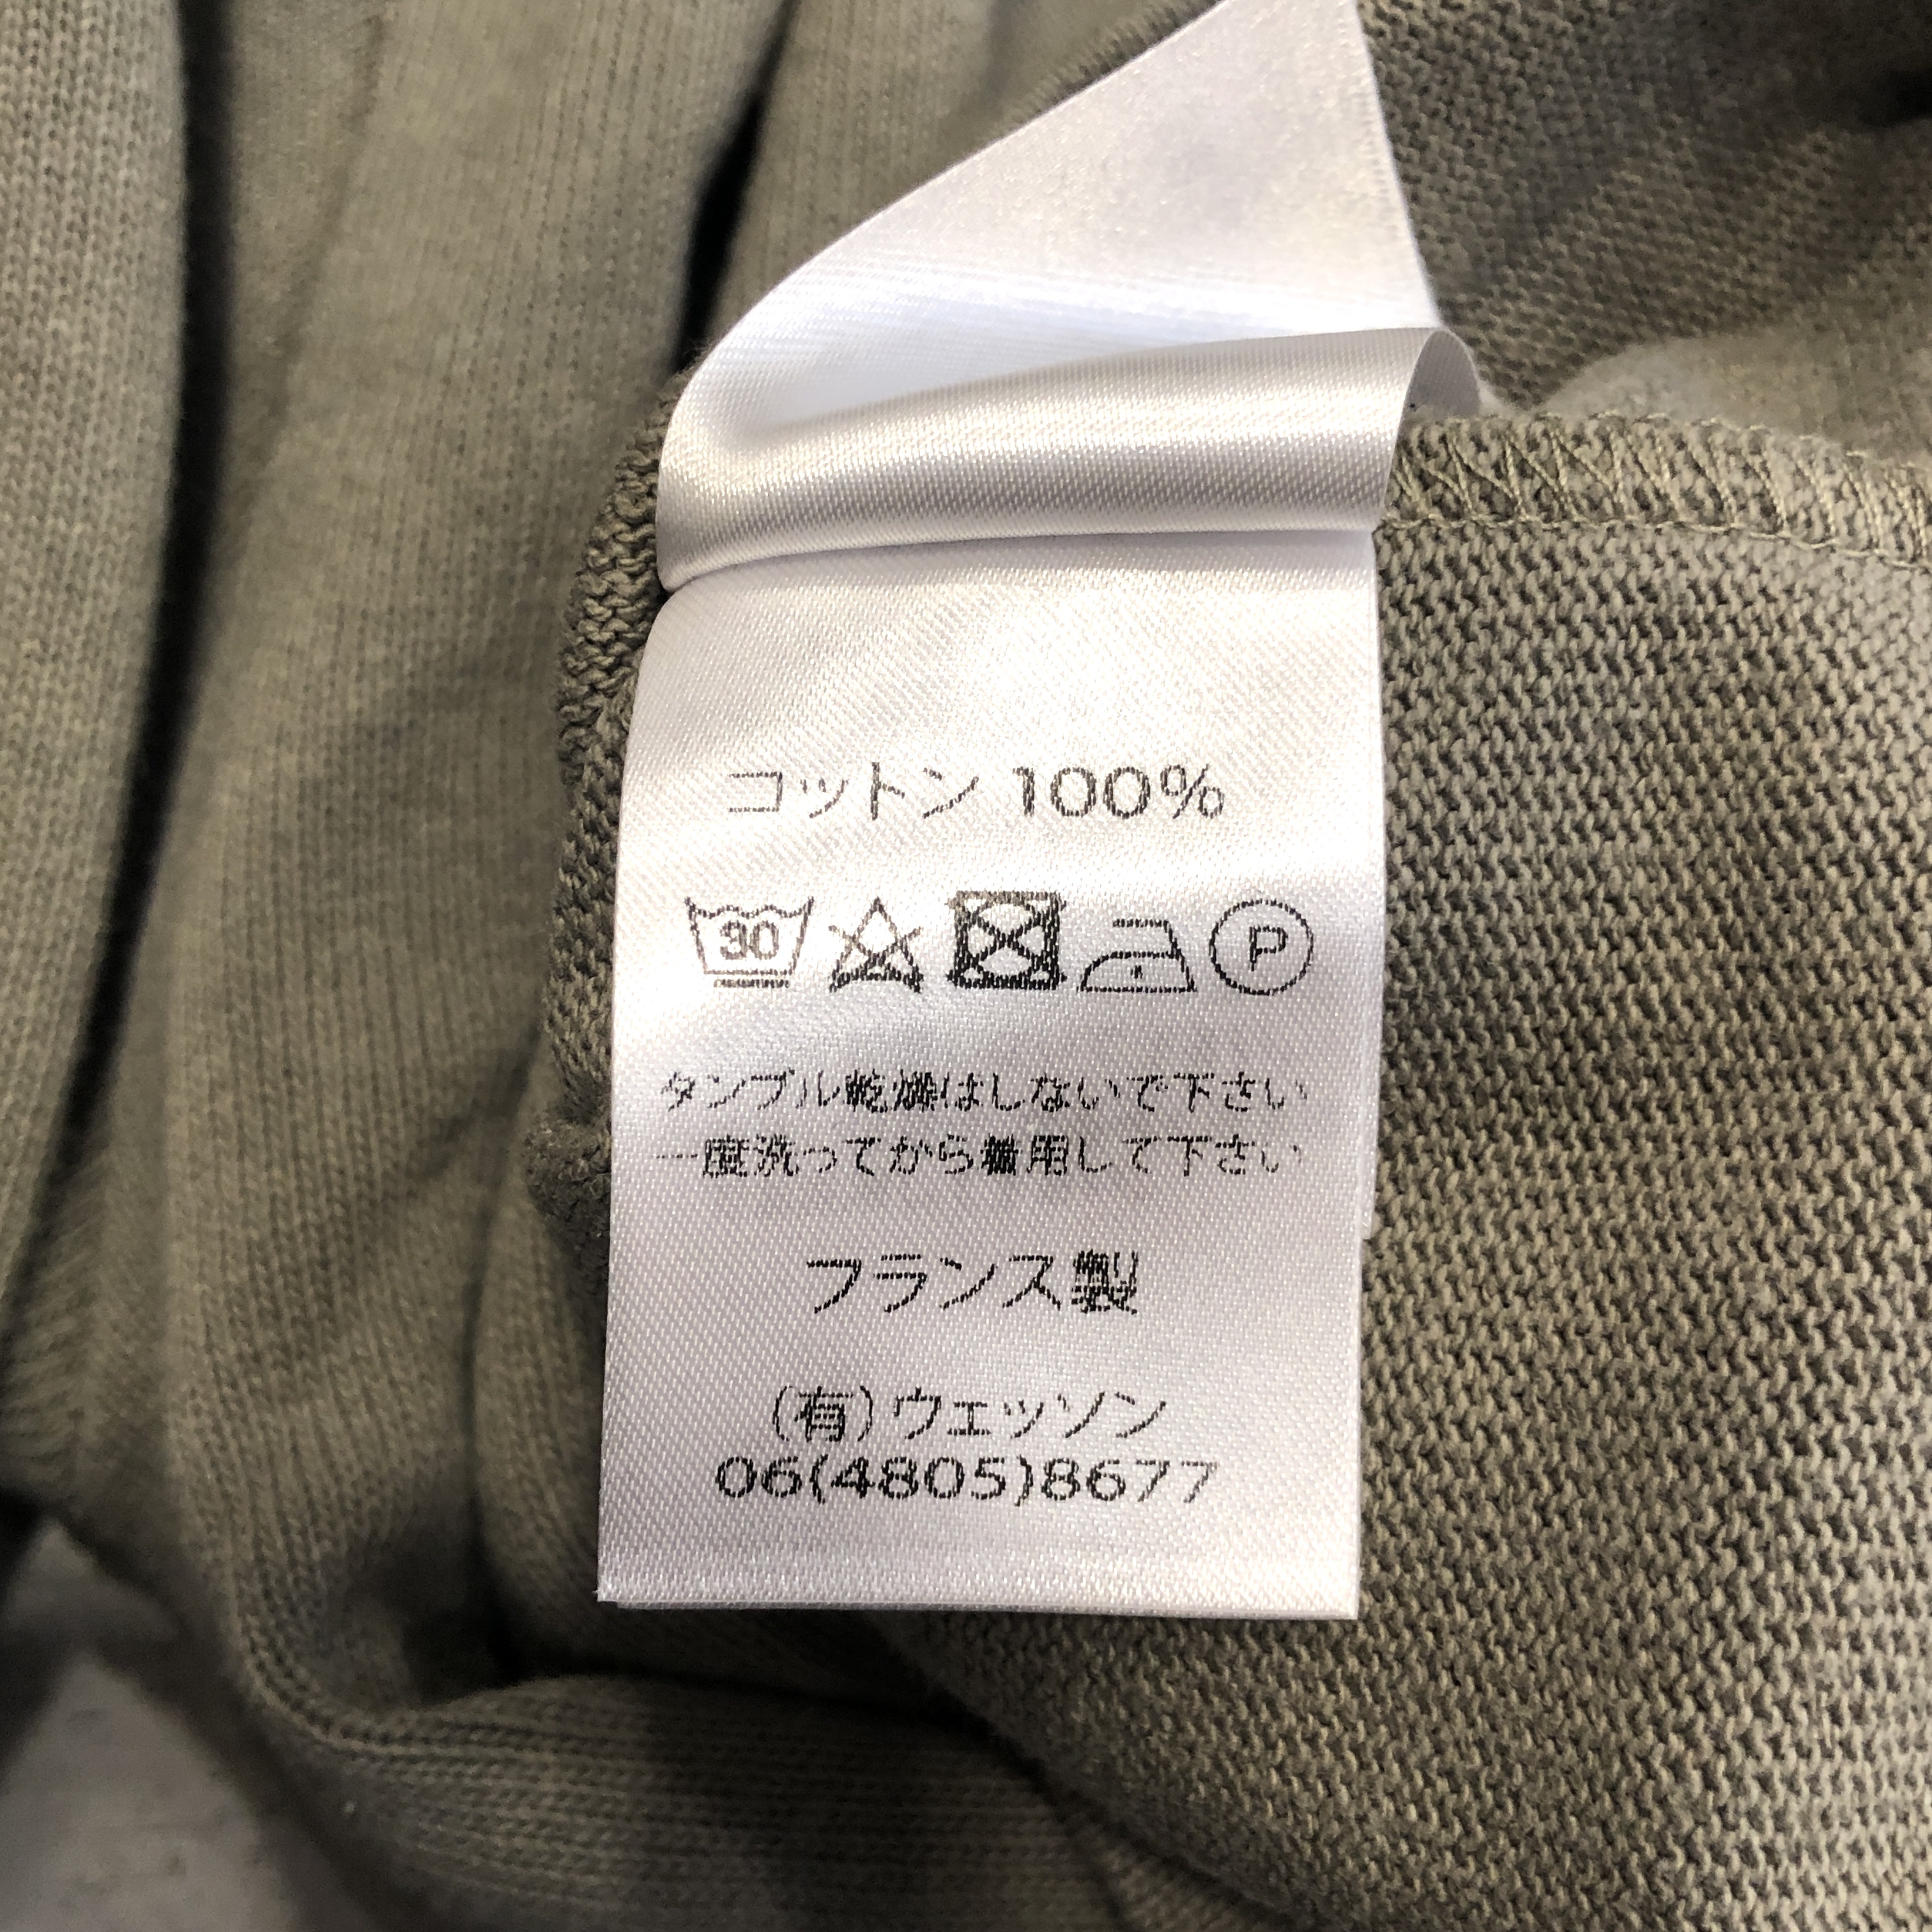 コットン 100%
30
P
タンブル乾燥はしないで下さい
一度洗ってから着用して下さい
フランス製
(有)ウェッソン
06(4805)8677